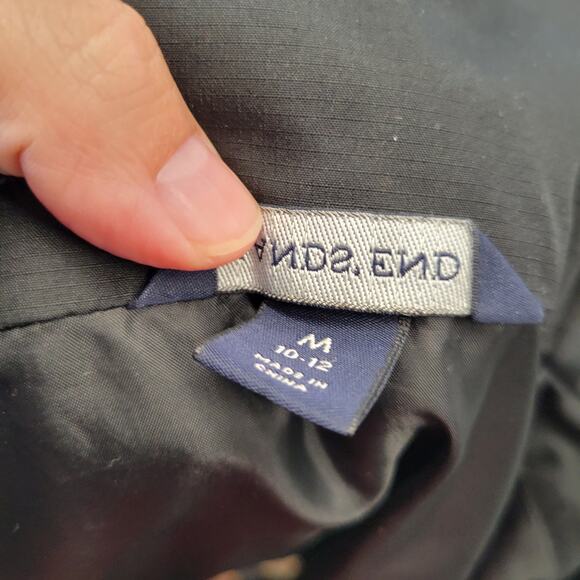 ANDS' END
M
10-12
MADE IN
CHINA